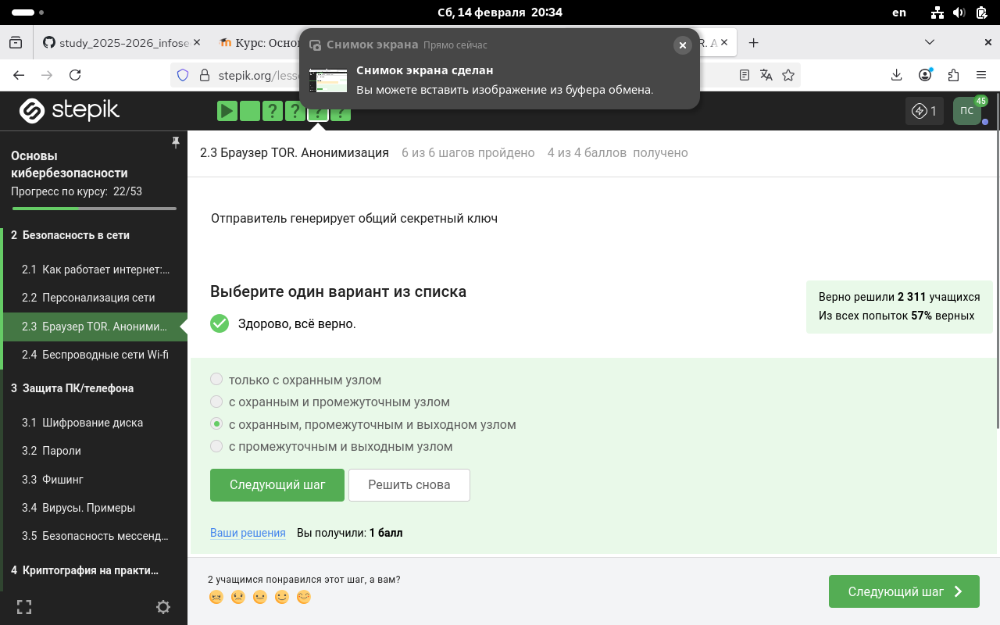 Сб, 14 февраля 20:34
en
study_2025-2026_infose
Курс: Осно
R. A
Снимок экрана Прямо сейчас
Снимок экрана сделан
Вы можете вставить изображение из буфера обмена.
stepik.org/less
stepik
1
ПС
45
Основы
кибербезопасности
Прогресс по курсу: 22/53
2 Безопасность в сети
2.1 Как работает интернет:...
2.2 Персонализация сети
2.3 Браузер TOR. Аноними...
2.4 Беспроводные сети Wi-fi
3 Защита ПК/телефона
3.1 Шифрование диска
3.2 Пароли
3.3 Фишинг
3.4 Вирусы. Примеры
3.5 Безопасность мессенд...
4 Криптография на практи...
2.3 Браузер TOR. Анонимизация 6 из 6 шагов пройдено 4 из 4 баллов получено
Отправитель генерирует общий секретный ключ
Выберите один вариант из списка
Здорово, всё верно.
Верно решили 2 311 учащихся
Из всех попыток 57% верных
только с охранным узлом
с охранным и промежуточным узлом
с охранным, промежуточным и выходном узлом
с промежуточным и выходным узлом
Следующий шаг
Решить снова
Ваши решения Вы получили: 1 балл
2 учащимся понравился этот шаг, а вам?
Следующий шаг